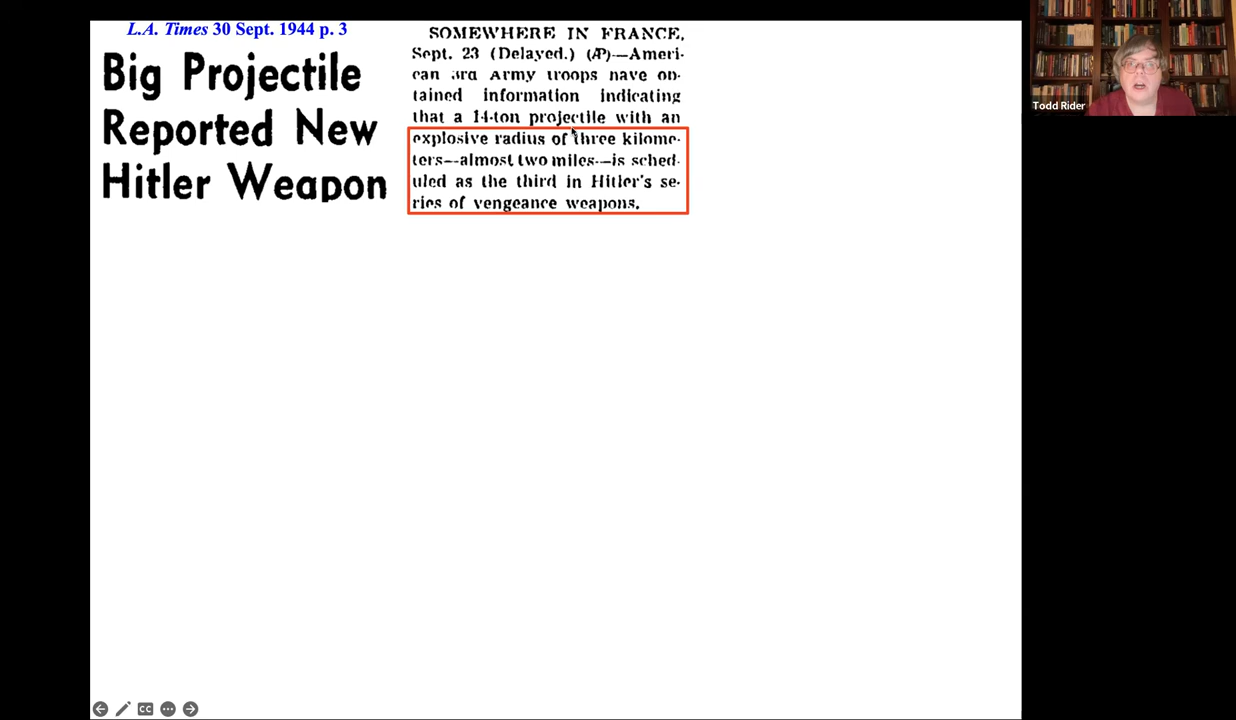 L.A. Times 30 Sept. 1944 p. 3
Big Projectile
Reported New
Hitler Weapon
SOMEWHERE IN FRANCE,
Sept. 23 (Delayed.) (AP)—Ameri-
can 3rd Army troops have ob-
tained information indicating
that a 14-ton projectile with an
explosive radius of three kilome-
ters—almost two miles—is sched-
uled as the third in Hitler's se-
ries of vengeance weapons.
Todd Rider
CC